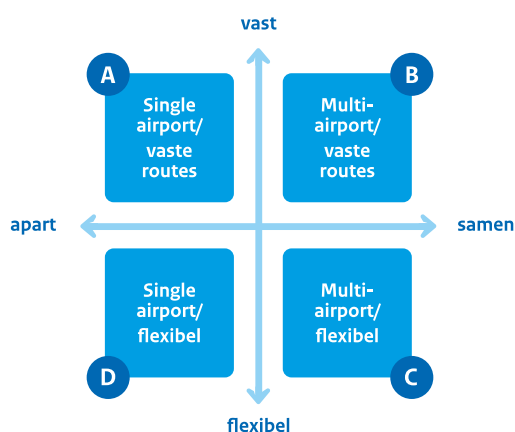 vast
A
Single
airport/
vaste
routes
B
Multi-
airport/
vaste
routes
apart
samen
Single
airport/
flexibel
D
Multi-
airport/
flexibel
C
flexibel